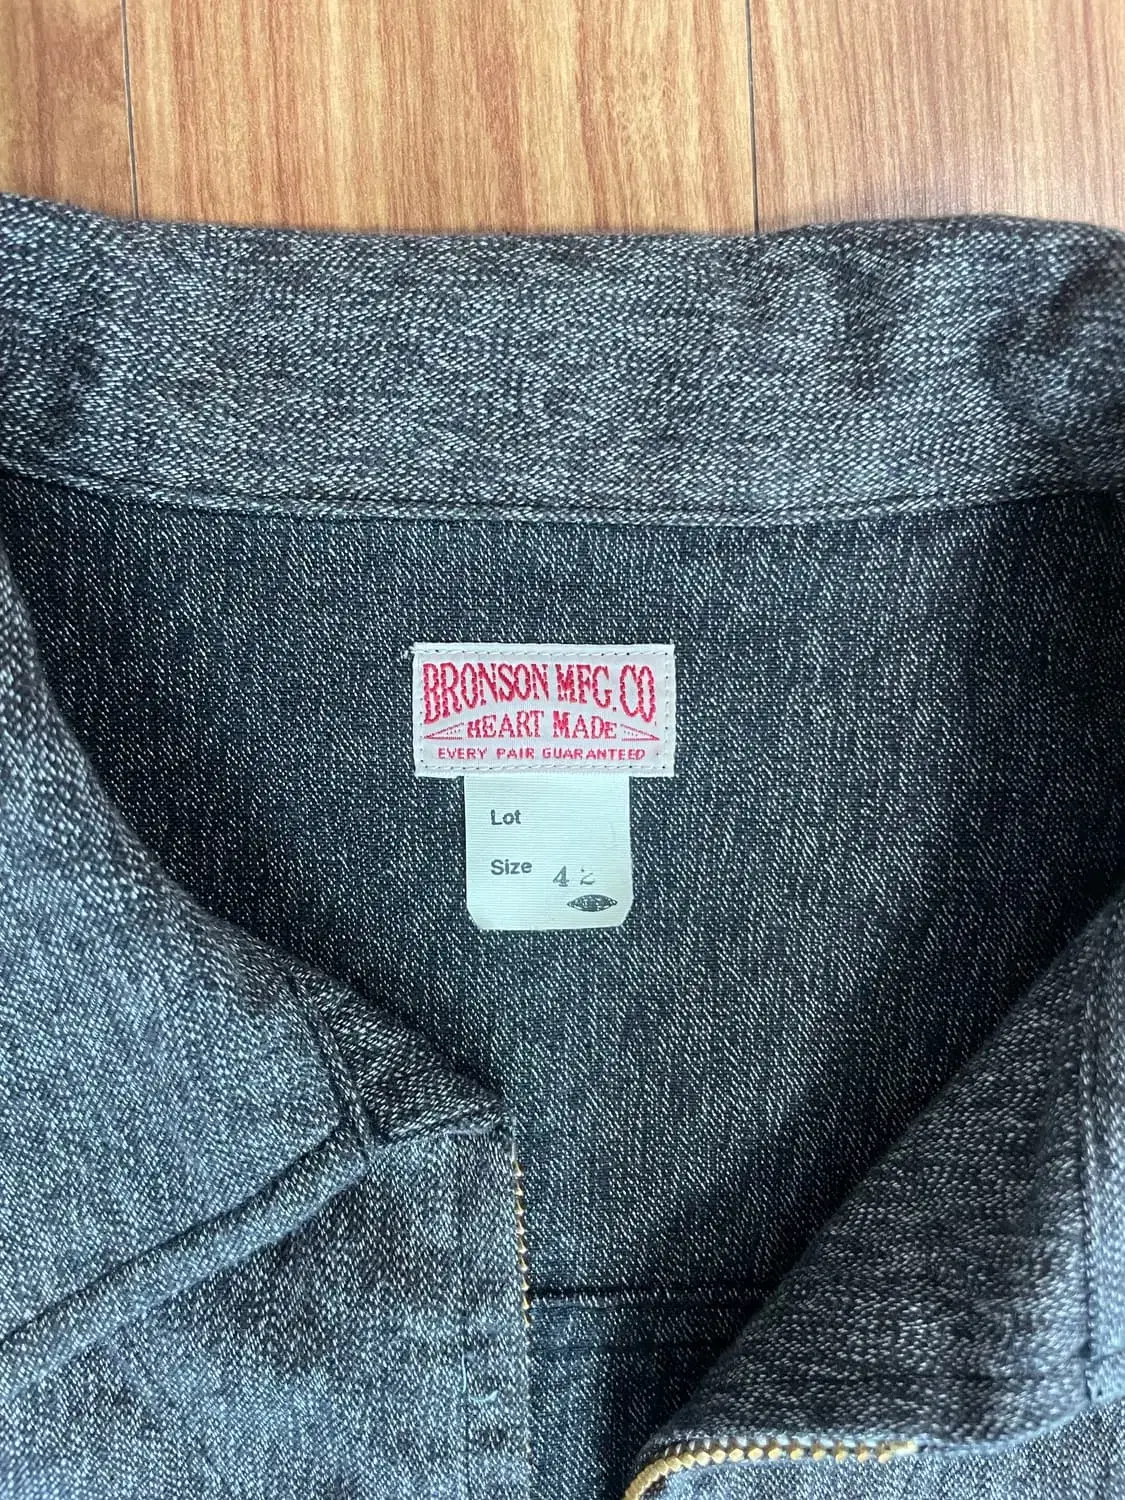 BRONSON MFG. CO
HEART MADE
EVERY PAIR GUARANTEED
Lot
Size 42